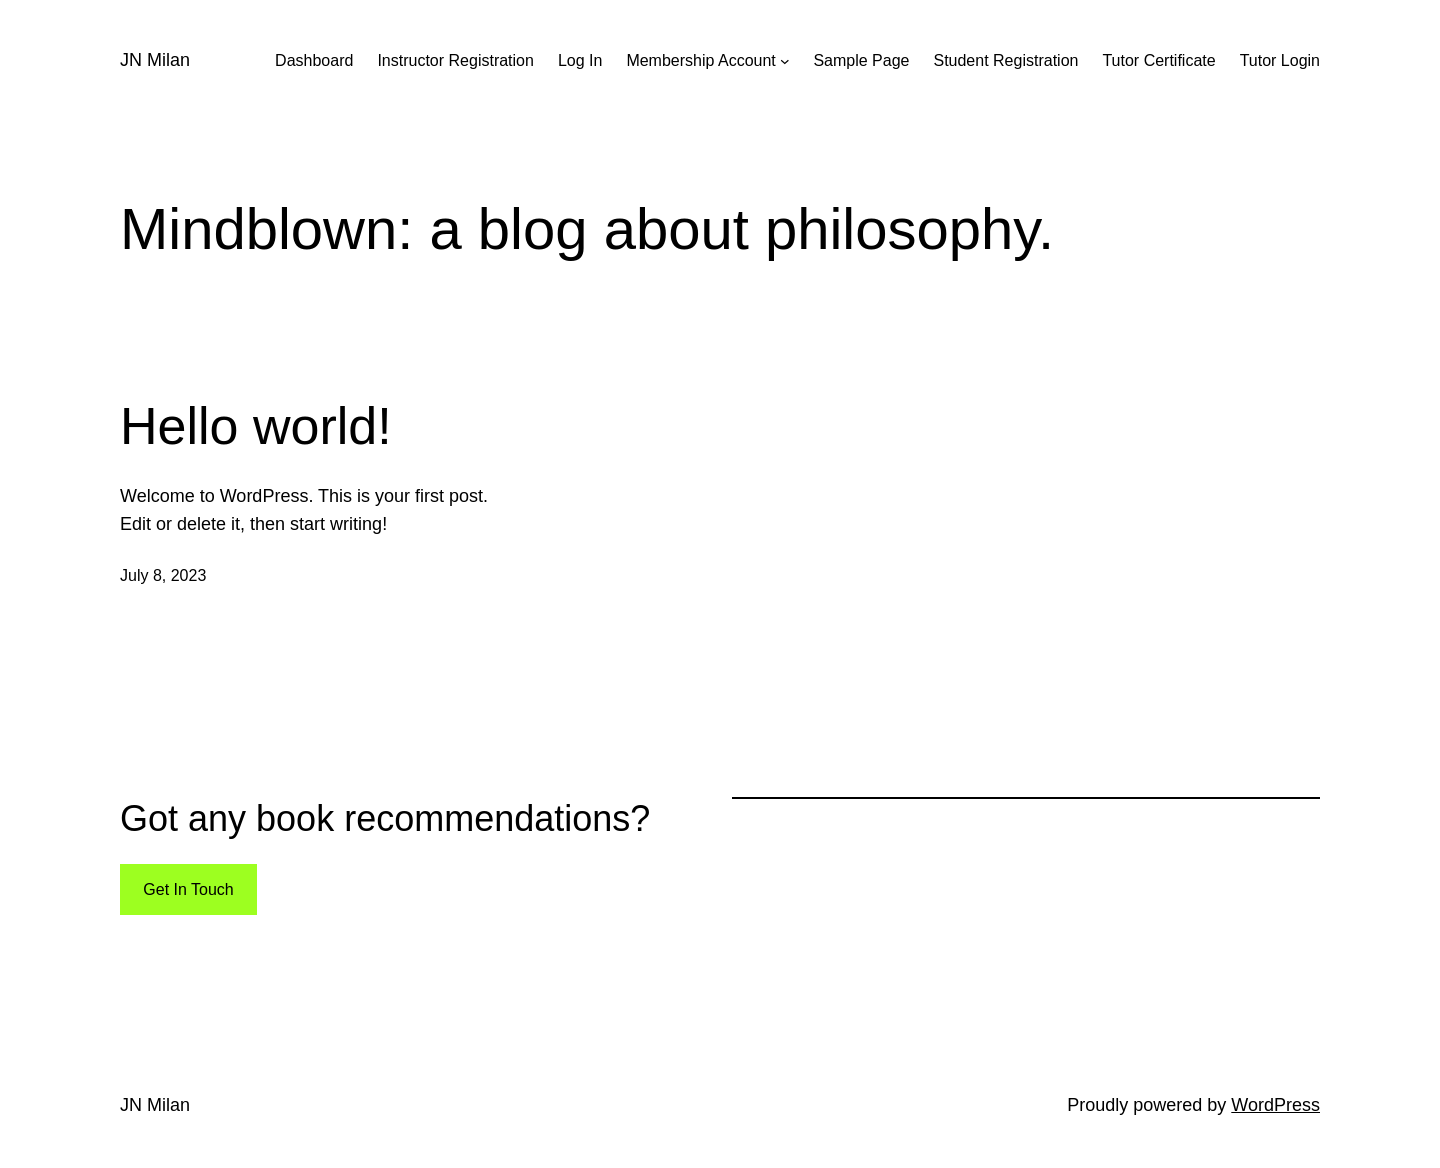 JN Milan
Dashboard
Instructor Registration
Log In
Membership Account
Sample Page
Student Registration
Tutor Certificate
Tutor Login
Mindblown: a blog about philosophy.
Hello world!
Welcome to WordPress. This is your first post.
Edit or delete it, then start writing!
July 8, 2023
Got any book recommendations?
Get In Touch
JN Milan
Proudly powered by WordPress